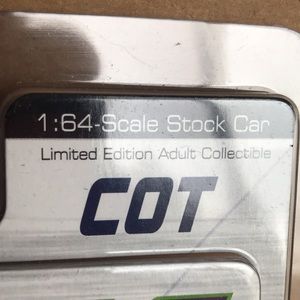 1:64-Scale Stock Car
Limited Edition Adult Collectible
COT